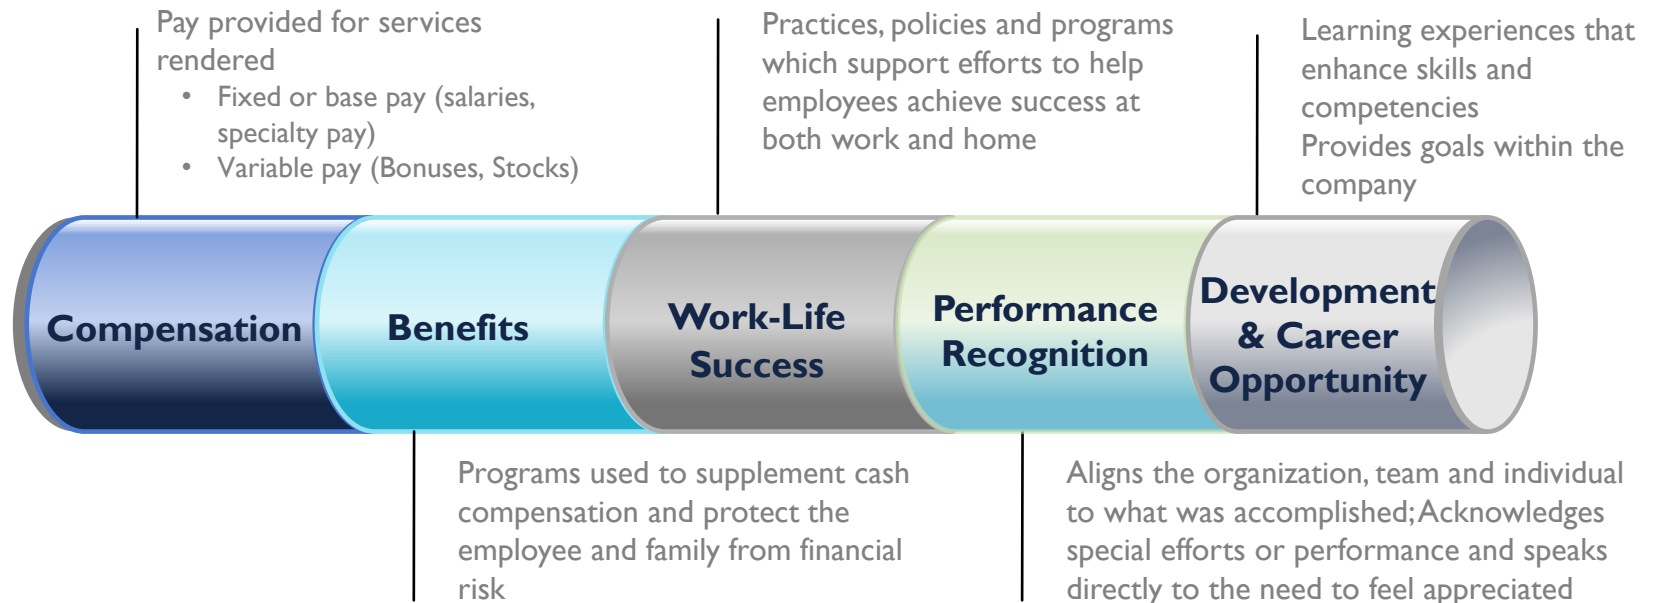 Pay provided for services
rendered
• Fixed or base pay (salaries,
specialty pay)
• Variable pay (Bonuses, Stocks)
Practices, policies and programs
which support efforts to help
employees achieve success at
both work and home
Learning experiences that
enhance skills and
competencies
Provides goals within the
company
Compensation
Benefits
Work-Life
Success
Performance
Recognition
Development
& Career
Opportunity
Programs used to supplement cash
compensation and protect the
employee and family from financial
risk
Aligns the organization, team and individual
to what was accomplished; Acknowledges
special efforts or performance and speaks
directly to the need to feel appreciated